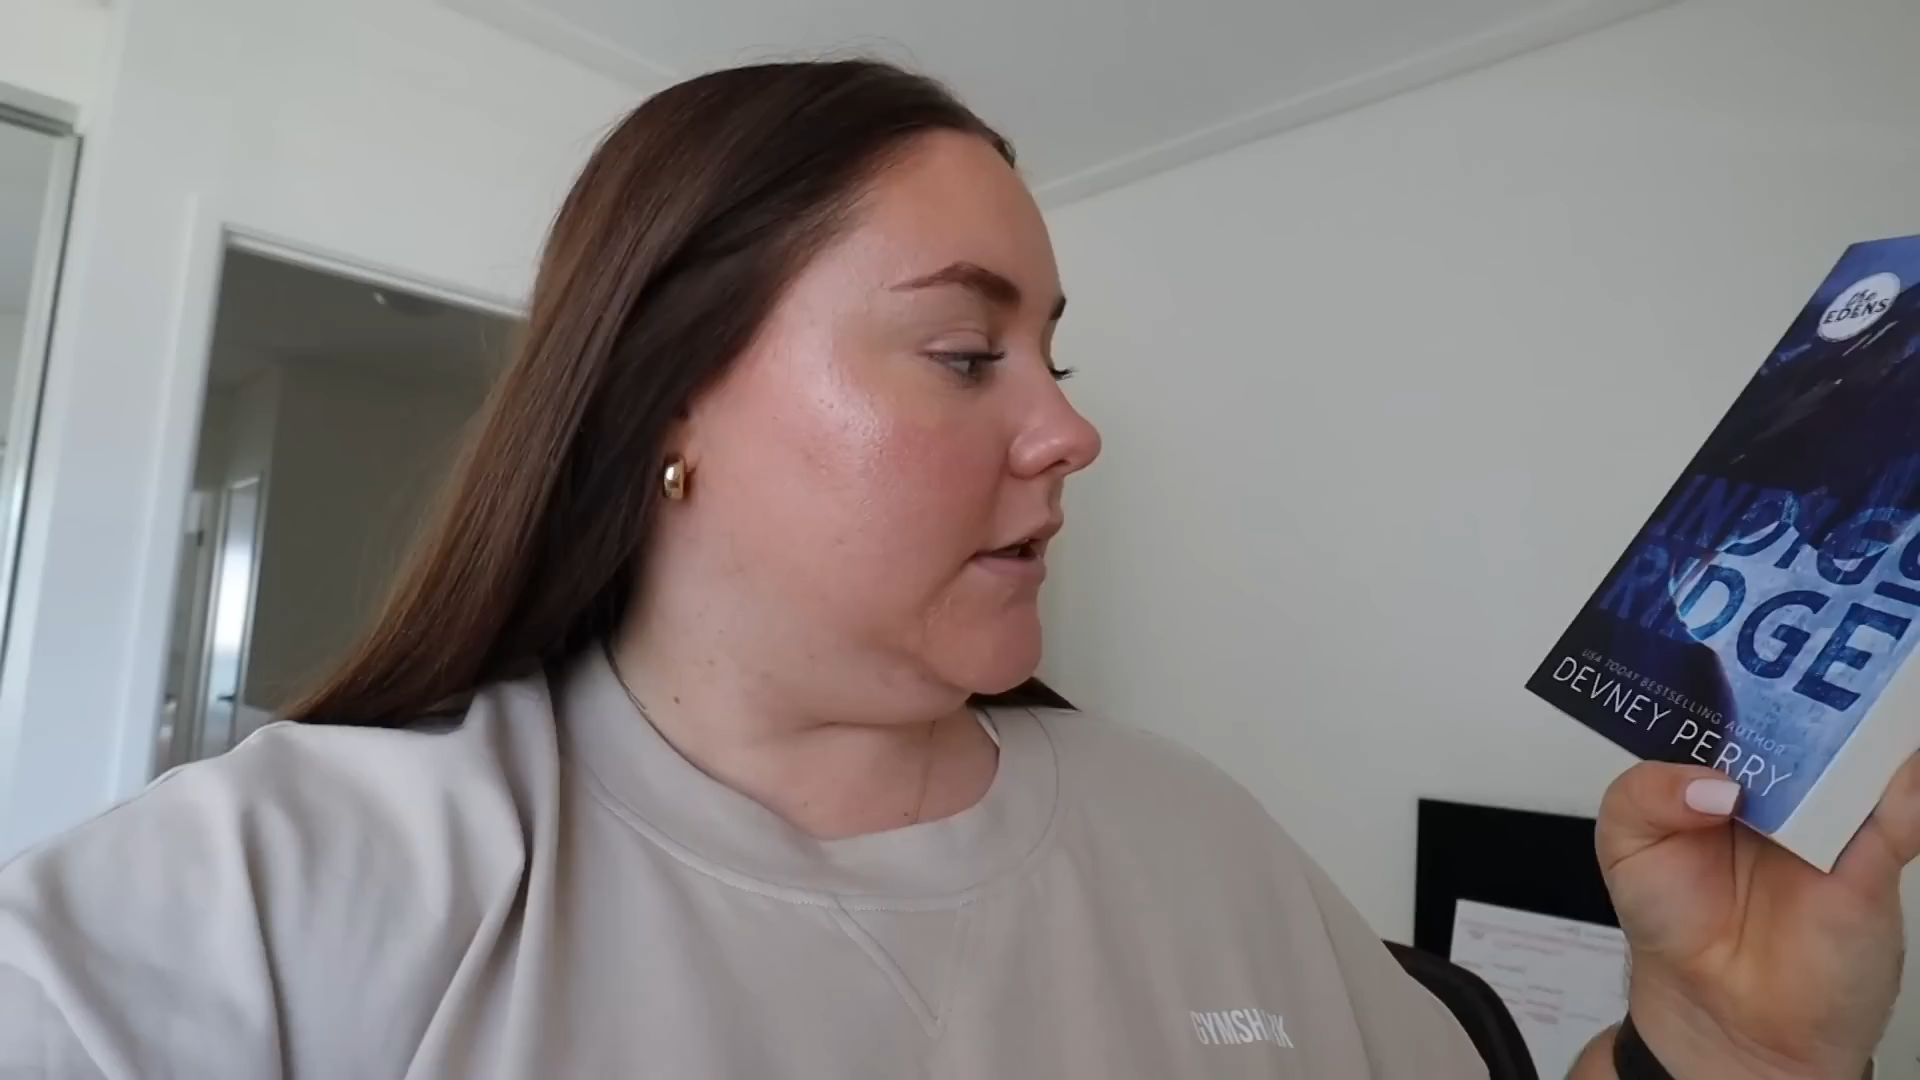 the
EDENS
INDIGO
RIDGE
USA TODAY BESTSELLING AUTHOR
DEVNEY PERRY
GYMSHARK